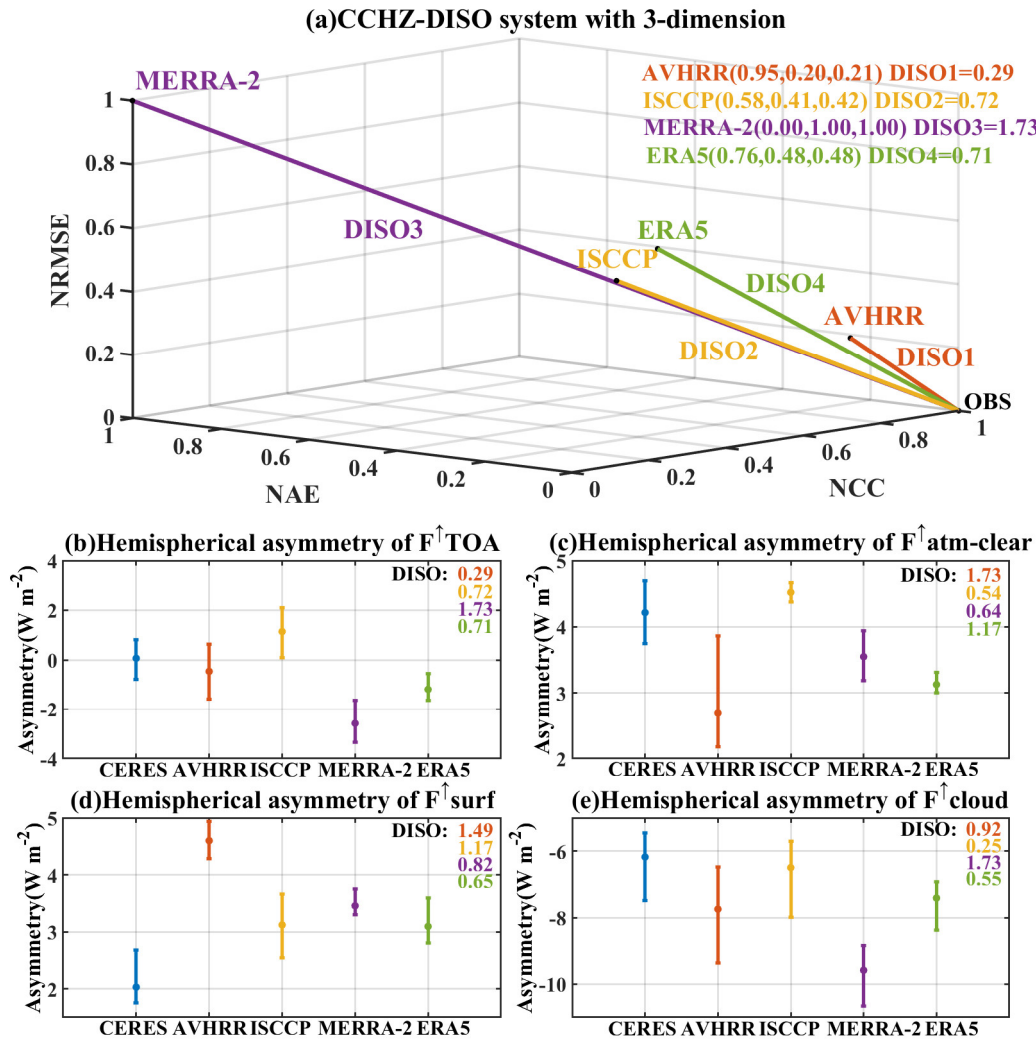 (a)CCHZ-DISO system with 3-dimension
MERRA-2
AVHRR(0.95,0.20,0.21) DISO1=0.29
ISCCP(0.58,0.41,0.42) DISO2=0.72
MERRA-2(0.00,1.00,1.00) DISO3=1.73
ERA5(0.76,0.48,0.48) DISO4=0.71
1
0.8
0.6
0.4
0.2
0
NRMSE
DISO3
ERA5
ISCCP
DISO4
AVHRR
DISO2
DISO1
OBS
1
0.8
0.6
0.4
0.2
0
NAE
0
0.2
0.4
0.6
0.8
1
NCC
(b)Hemispherical asymmetry of F↑TOA
Asymmetry(W m-2)
4
2
0
-2
-4
DISO: 0.29
0.72
1.73
0.71
CERES AVHRR ISCCP MERRA-2 ERA5
(c)Hemispherical asymmetry of F↑atm-clear
Asymmetry(W m-2)
5
4
3
2
DISO: 1.73
0.54
0.64
1.17
CERES AVHRR ISCCP MERRA-2 ERA5
(d)Hemispherical asymmetry of F↑surf
Asymmetry(W m-2)
5
4
3
2
DISO: 1.49
1.17
0.82
0.65
CERES AVHRR ISCCP MERRA-2 ERA5
(e)Hemispherical asymmetry of F↑cloud
Asymmetry(W m-2)
-6
-8
-10
DISO: 0.92
0.25
1.73
0.55
CERES AVHRR ISCCP MERRA-2 ERA5